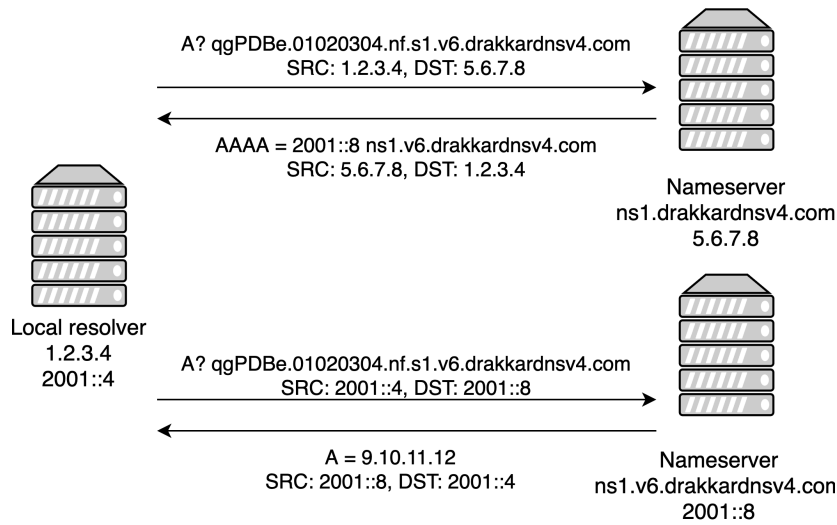 A? qgPDBe.01020304.nf.s1.v6.drakkardnsv4.com
SRC: 1.2.3.4, DST: 5.6.7.8
AAAA = 2001::8 ns1.v6.drakkardnsv4.com
SRC: 5.6.7.8, DST: 1.2.3.4
Nameserver
ns1.drakkardnsv4.com
5.6.7.8
Local resolver
1.2.3.4
2001::4
A? qgPDBe.01020304.nf.s1.v6.drakkardnsv4.com
SRC: 2001::4, DST: 2001::8
A = 9.10.11.12
SRC: 2001::8, DST: 2001::4
Nameserver
ns1.v6.drakkardnsv4.com
2001::8